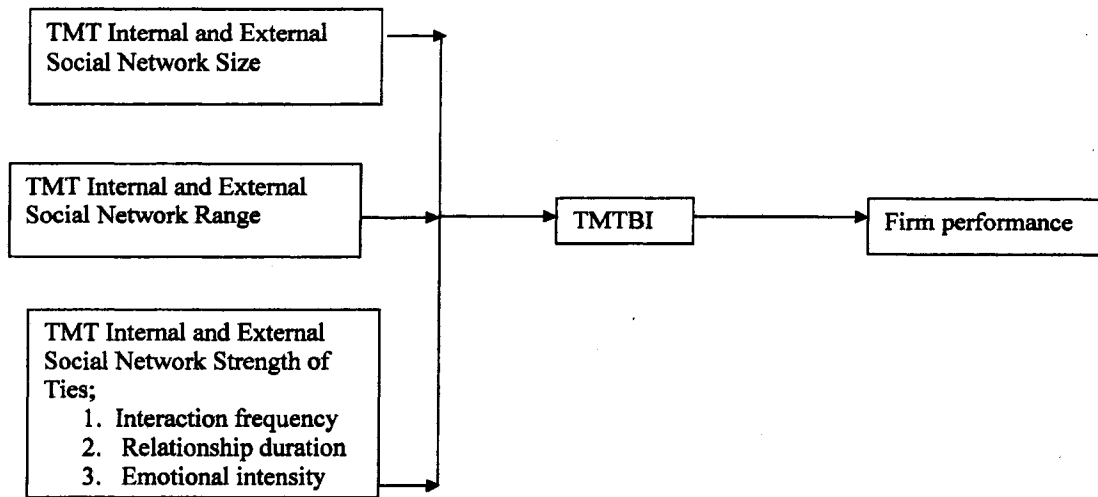 TMT Internal and External
Social Network Size
TMT Internal and External
Social Network Range
TMTBI
Firm performance
TMT Internal and External
Social Network Strength of
Ties;
1. Interaction frequency
2. Relationship duration
3. Emotional intensity